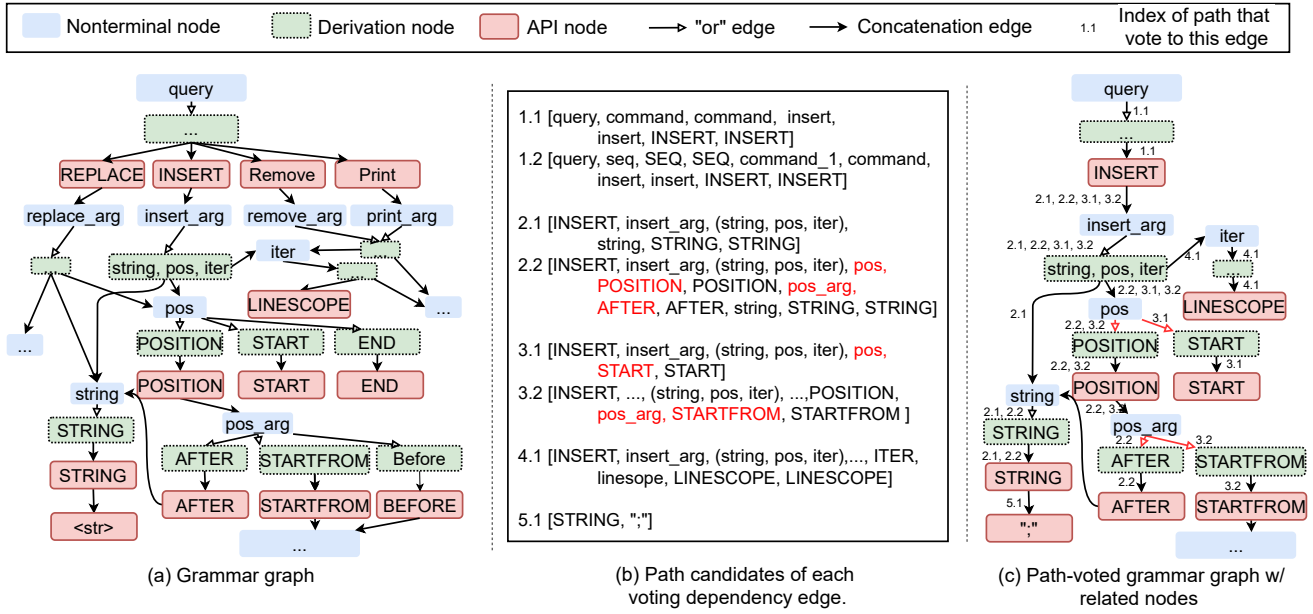 Nonterminal node
Derivation node
API node
"or" edge
Concatenation edge
1.1
Index of path that
vote to this edge
query
...
REPLACE
INSERT
Remove
Print
replace_arg
insert_arg
remove_arg
print_arg
...
string, pos, iter
iter
...
...
LINESCOPE
...
pos
...
POSITION
START
END
POSITION
START
END
string
pos_arg
STRING
AFTER
STARTFROM
Before
STRING
AFTER
STARTFROM
BEFORE
<str>
...
(a) Grammar graph
1.1 [query, command, command, insert,
insert, INSERT, INSERT]
1.2 [query, seq, SEQ, SEQ, command_1, command,
insert, insert, INSERT, INSERT]
2.1 [INSERT, insert_arg, (string, pos, iter),
string, STRING, STRING]
2.2 [INSERT, insert_arg, (string, pos, iter), pos,
POSITION, POSITION, pos_arg,
AFTER, AFTER, string, STRING, STRING]
3.1 [INSERT, insert_arg, (string, pos, iter), pos,
START, START]
3.2 [INSERT, ..., (string, pos, iter), ...,POSITION,
pos_arg, STARTFROM, STARTFROM ]
4.1 [INSERT, insert_arg, (string, pos, iter),..., ITER,
linesope, LINESCOPE, LINESCOPE]
5.1 [STRING, ";"]
(b) Path candidates of each
voting dependency edge.
query
1.1
...
1.1
INSERT
2.1, 2.2, 3.1, 3.2
insert_arg
iter
2.1, 2.2, 3.1, 3.2
4.1
4.1
string, pos, iter
...
2.2, 3.1, 3.2
4.1
LINESCOPE
pos
2.1
2.2, 3.2
3.1
POSITION
START
2.2, 3.2
3.1
POSITION
START
string
2.2, 3.2
pos_arg
2.1, 2.2
2.2
3.2
STRING
AFTER
STARTFROM
2.1, 2.2
2.2
3.2
STRING
AFTER
STARTFROM
5.1
";"
...
(c) Path-voted grammar graph w/
related nodes